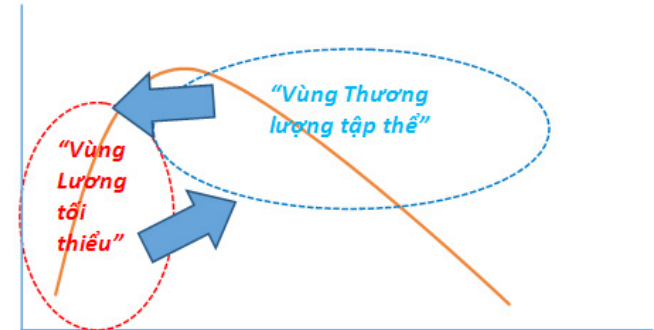 “Vùng Thương
lượng tập thể”
“Vùng
Lương
tối
thiểu”